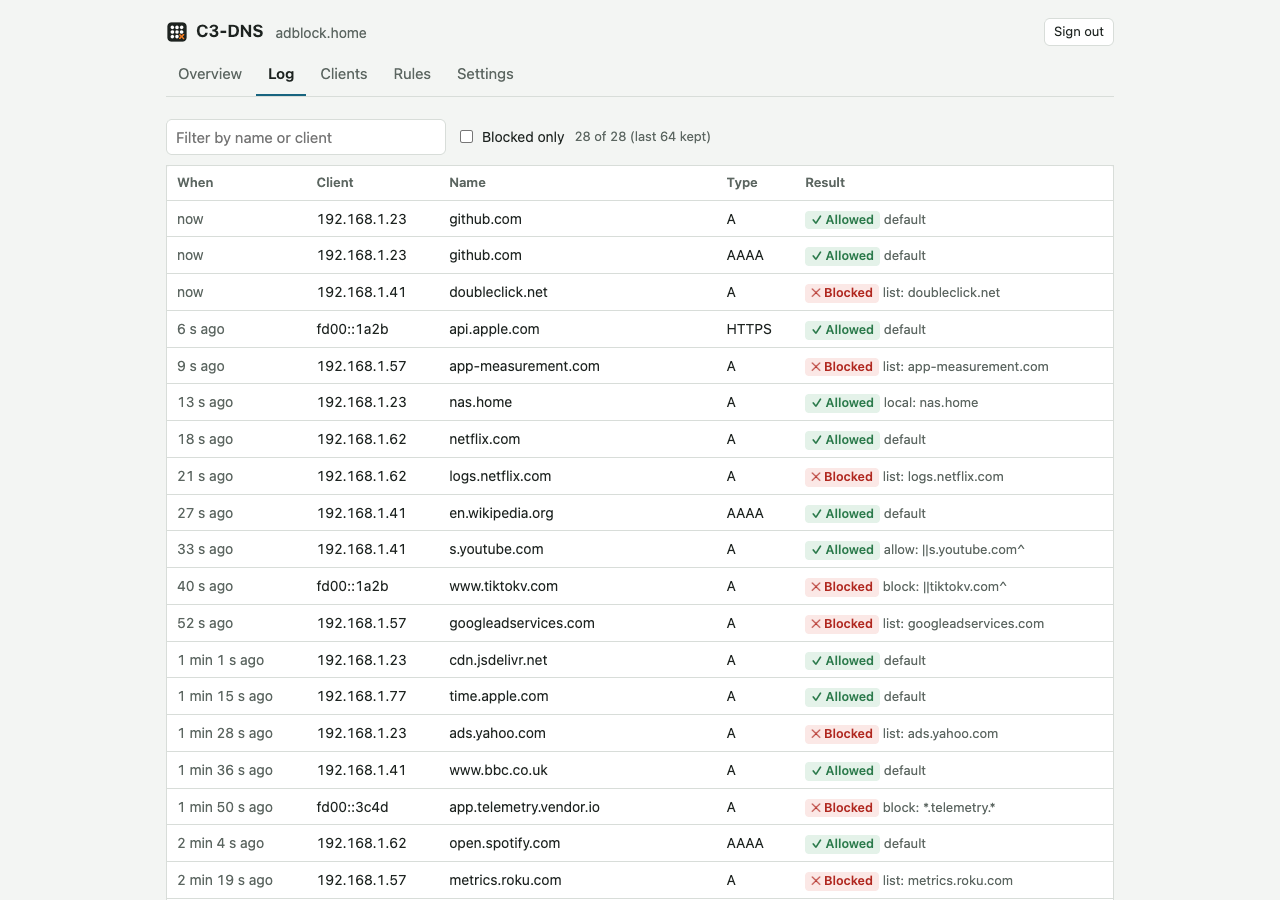 C3-DNS adblock.home Sign out
Overview Log Clients Rules Settings
Filter by name or client Blocked only 28 of 28 (last 64 kept)
When Client Name Type Result
now 192.168.1.23 github.com A Allowed default
now 192.168.1.23 github.com AAAA Allowed default
now 192.168.1.41 doubleclick.net A Blocked list: doubleclick.net
6 s ago fd00::1a2b api.apple.com HTTPS Allowed default
9 s ago 192.168.1.57 app-measurement.com A Blocked list: app-measurement.com
13 s ago 192.168.1.23 nas.home A Allowed local: nas.home
18 s ago 192.168.1.62 netflix.com A Allowed default
21 s ago 192.168.1.62 logs.netflix.com A Blocked list: logs.netflix.com
27 s ago 192.168.1.41 en.wikipedia.org AAAA Allowed default
33 s ago 192.168.1.41 s.youtube.com A Allowed allow: ||s.youtube.com^
40 s ago fd00::1a2b www.tiktokv.com A Blocked block: ||tiktokv.com^
52 s ago 192.168.1.57 googleadservices.com A Blocked list: googleadservices.com
1 min 1 s ago 192.168.1.23 cdn.jsdelivr.net A Allowed default
1 min 15 s ago 192.168.1.77 time.apple.com A Allowed default
1 min 28 s ago 192.168.1.23 ads.yahoo.com A Blocked list: ads.yahoo.com
1 min 36 s ago 192.168.1.41 www.bbc.co.uk A Allowed default
1 min 50 s ago fd00::3c4d app.telemetry.vendor.io A Blocked block: *.telemetry.*
2 min 4 s ago 192.168.1.62 open.spotify.com AAAA Allowed default
2 min 19 s ago 192.168.1.57 metrics.roku.com A Blocked list: metrics.roku.com